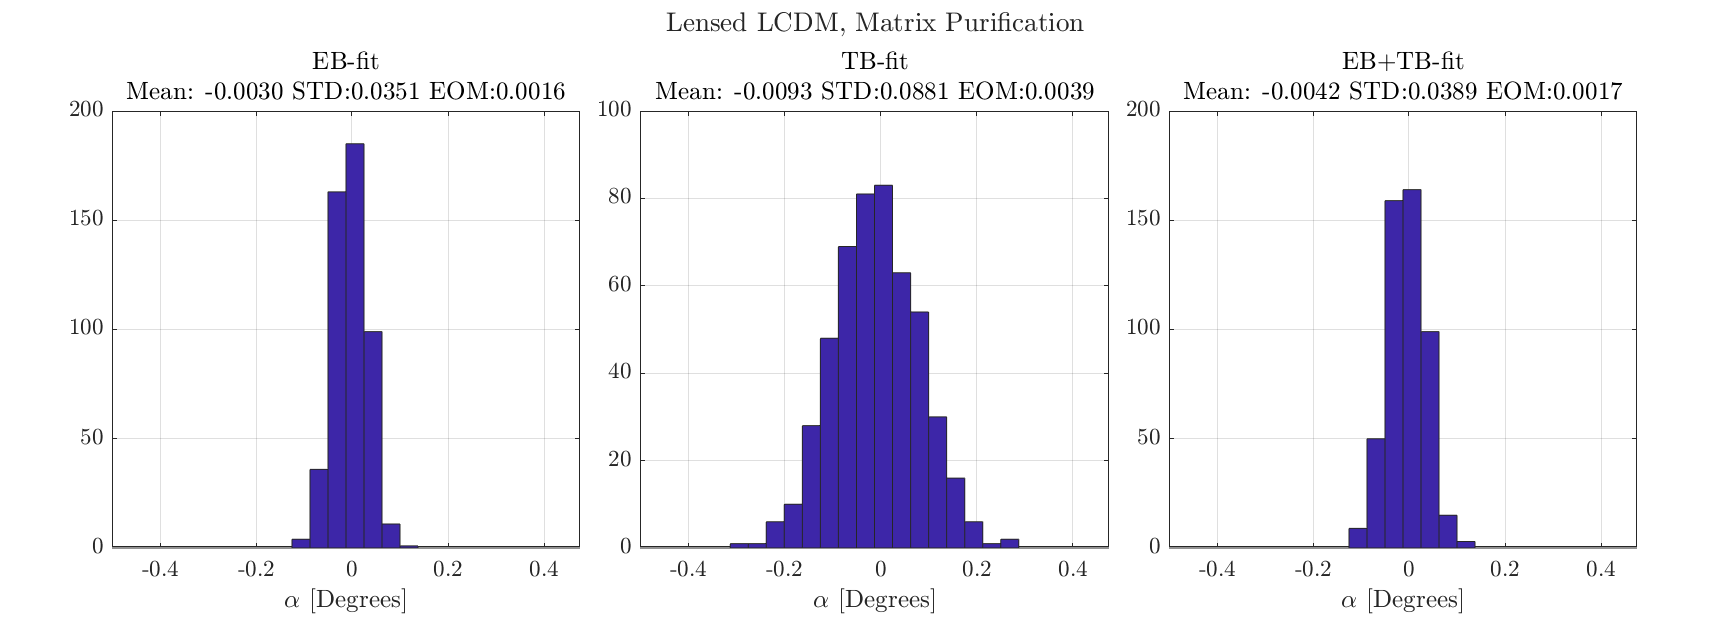 Lensed LCDM, Matrix Purification
EB-fit
Mean: -0.0030 STD:0.0351 EOM:0.0016
200
150
100
50
0
-0.4 -0.2 0 0.2 0.4
α [Degrees]
TB-fit
Mean: -0.0093 STD:0.0881 EOM:0.0039
100
80
60
40
20
0
-0.4 -0.2 0 0.2 0.4
α [Degrees]
EB+TB-fit
Mean: -0.0042 STD:0.0389 EOM:0.0017
200
150
100
50
0
-0.4 -0.2 0 0.2 0.4
α [Degrees]